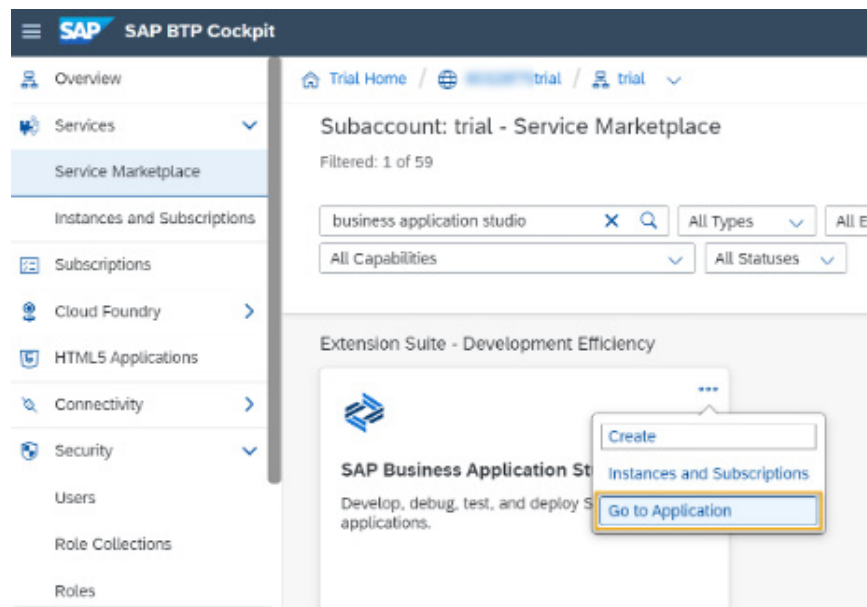 SAP SAP BTP Cockpit
Overview
Services
Service Marketplace
Instances and Subscriptions
Subscriptions
Cloud Foundry
HTML5 Applications
Connectivity
Security
Users
Role Collections
Roles
Trial Home / trial / trial
Subaccount: trial - Service Marketplace
Filtered: 1 of 59
business application studio All Types All E
All Capabilities All Statuses
Extension Suite - Development Efficiency
SAP Business Application St
Develop, debug, test, and deploy S
applications.
Create
Instances and Subscriptions
Go to Application